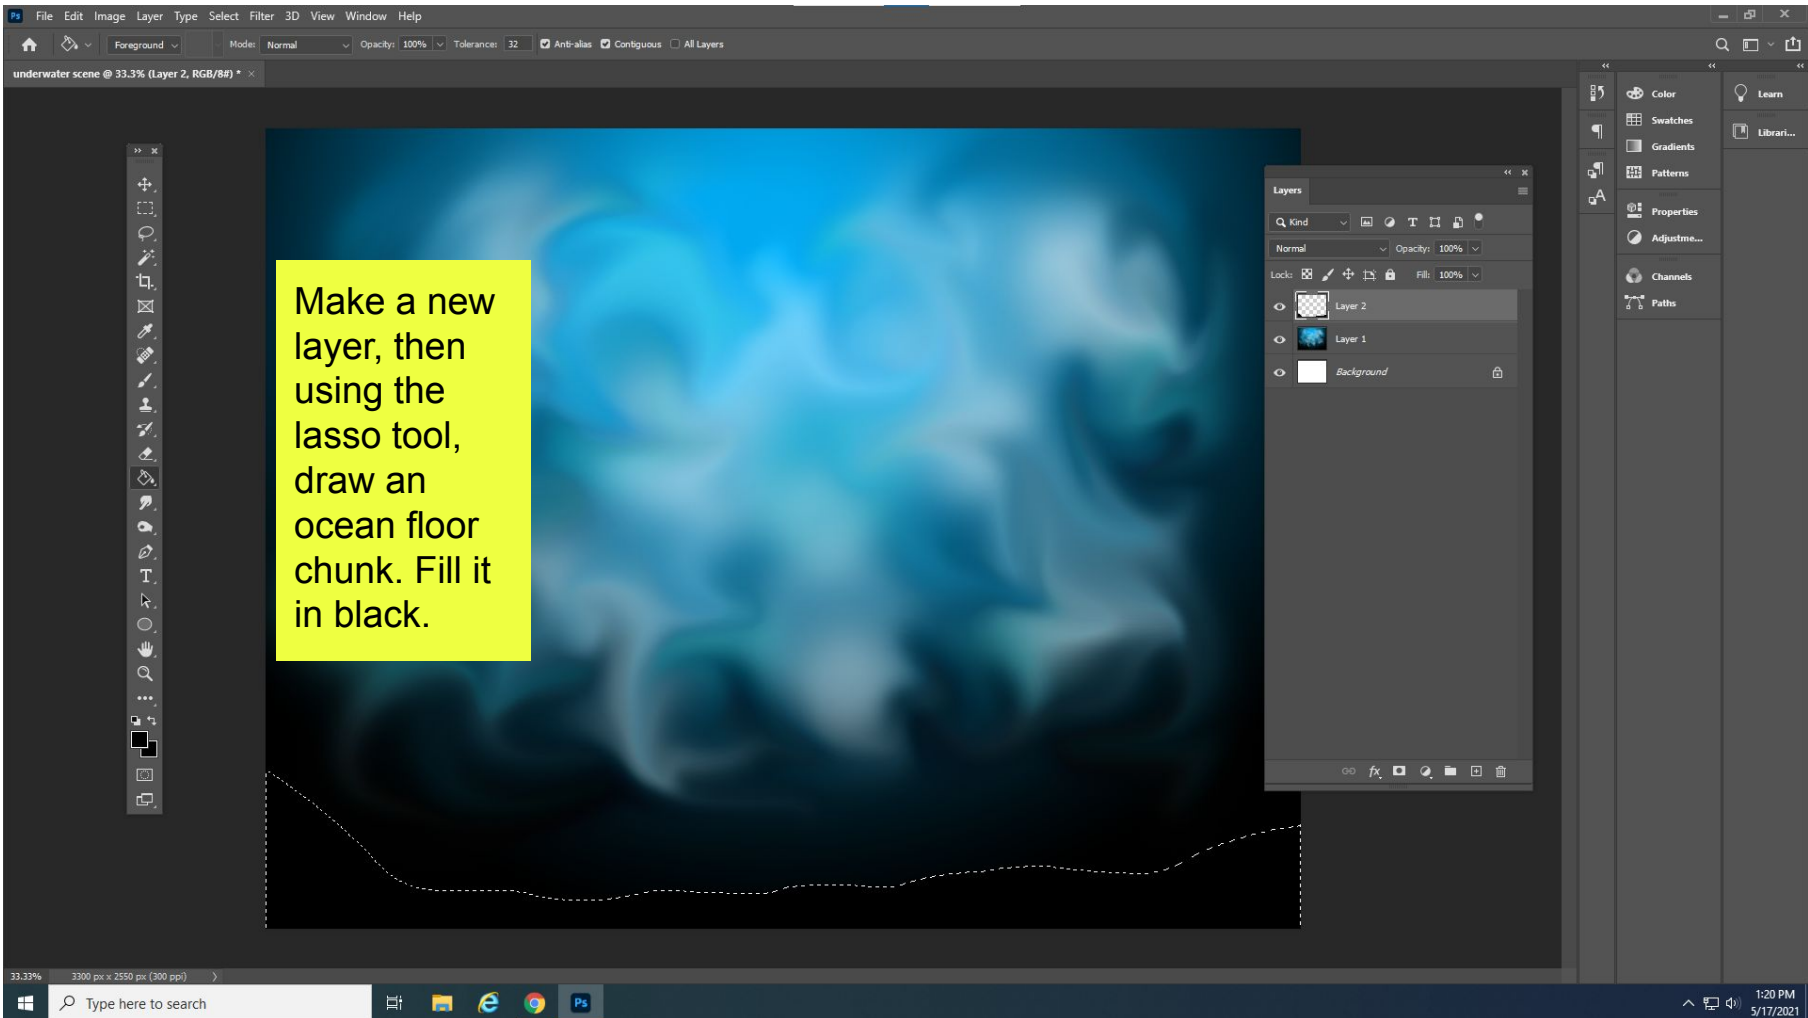 Ps File Edit Image Layer Type Select Filter 3D View Window Help
Foreground Mode: Normal Opacity: 100% Tolerance: 32 Anti-alias Contiguous All Layers
underwater scene @ 33.3% (Layer 2, RGB/8#) * ×
Color
Learn
Swatches
Librari...
Gradients
Patterns
Properties
Adjustme...
Channels
Paths
Layers
Kind
Normal Opacity: 100%
Lock: Fill: 100%
Layer 2
Layer 1
Background
fx
Make a new
layer, then
using the
lasso tool,
draw an
ocean floor
chunk. Fill it
in black.
33.33% 3300 px x 2550 px (300 ppi)
Type here to search
Ps
1:20 PM
5/17/2021